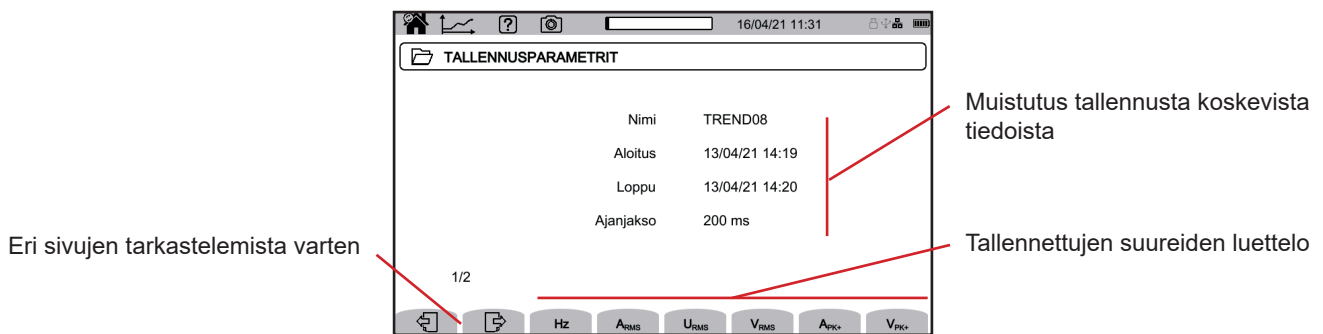 16/04/21 11:31
TALLENNUSPARAMETRIT
Nimi TREND08
Aloitus 13/04/21 14:19
Loppu 13/04/21 14:20
Ajanjakso 200 ms
Muistutus tallennusta koskevista
tiedoista
Tallennettujen suureiden luettelo
Eri sivujen tarkastelemista varten
1/2
Hz ARMS URMS VRMS APK+ VPK+